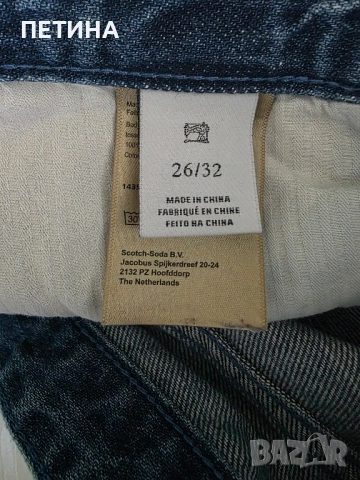 ПЕТИНА
26/32
MADE IN CHINA
FABRIQUÉ EN CHINE
FEITO NA CHINA
Scotch-Soda B.V.
Jacobus Spijkerdreef 20-24
2132 PZ Hoofddorp
The Netherlands
BAZAR